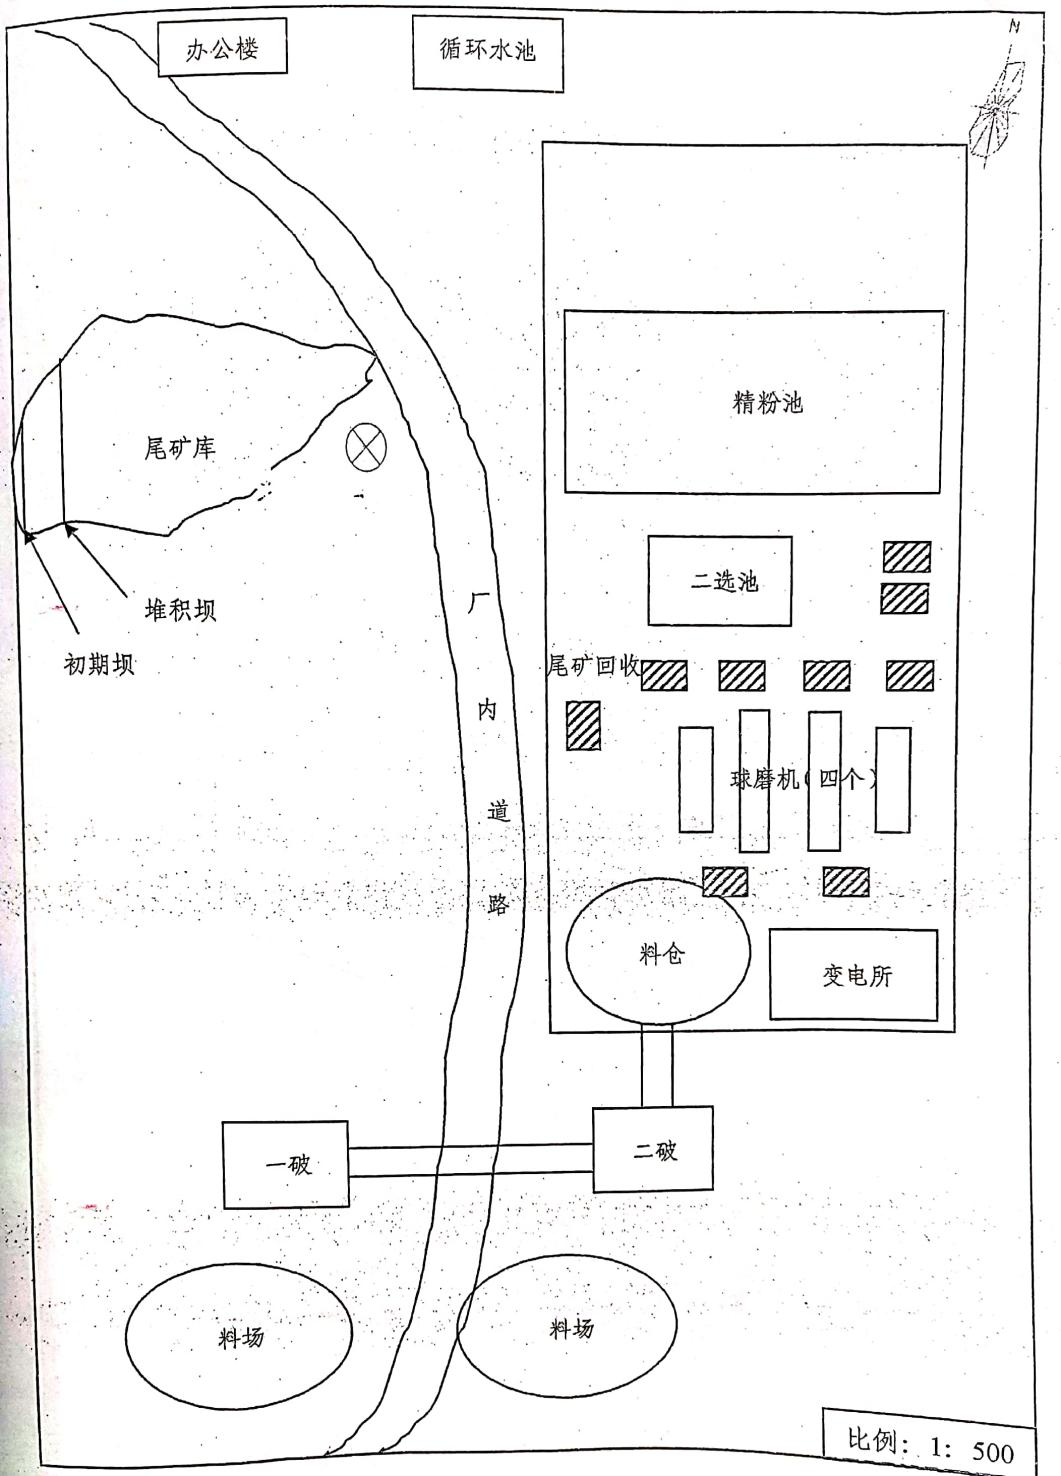 N
办公楼
循环水池
精粉池
尾矿库
二选池
堆积坝
初期坝
尾矿回收
厂
内
道
路
球磨机(四个)
料仓
变电所
一破
二破
料场
料场
比例：1：500